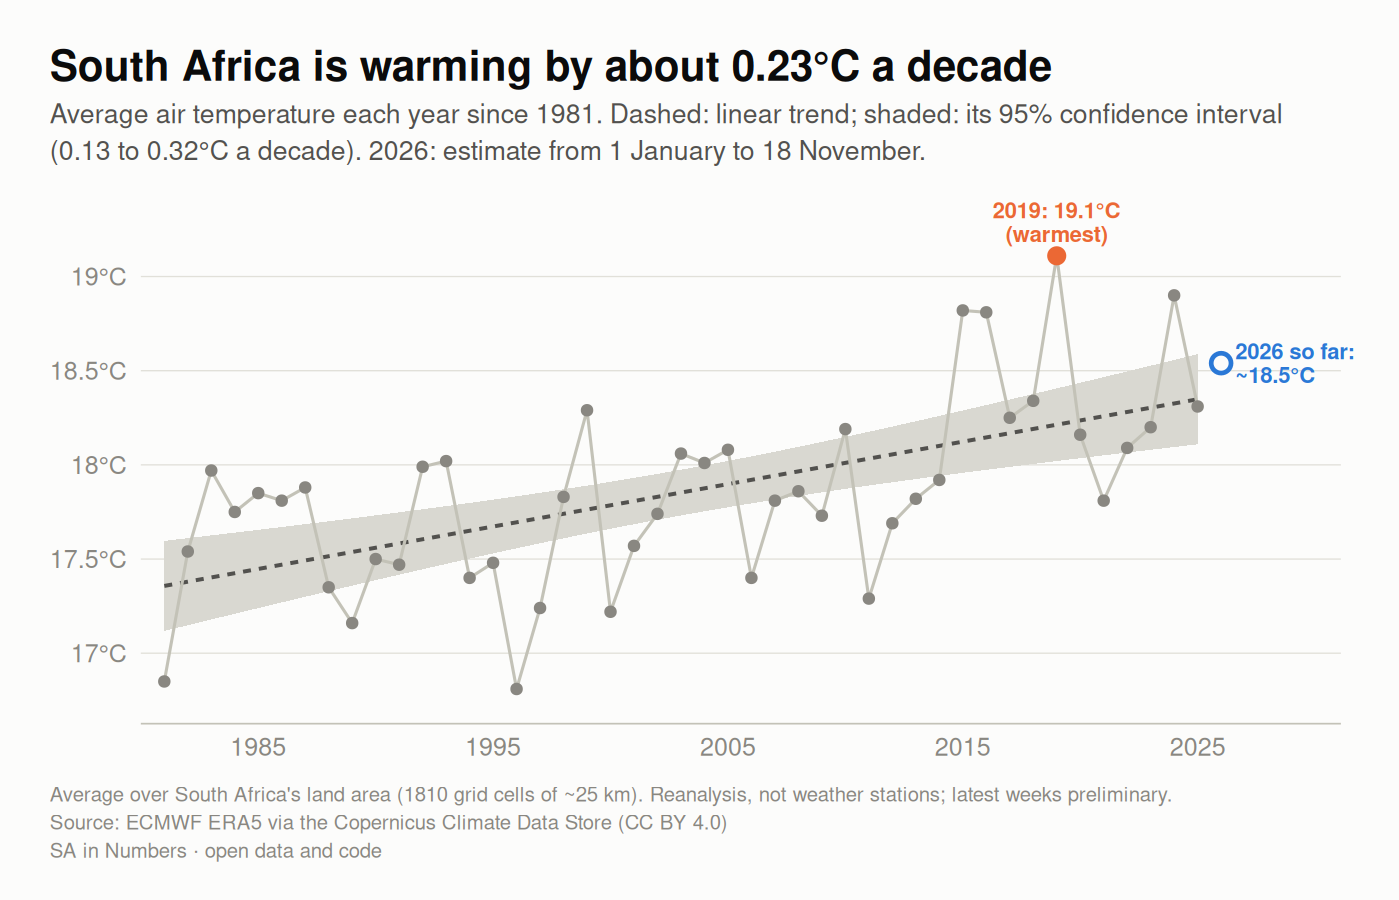 South Africa is warming by about 0.23°C a decade
Average air temperature each year since 1981. Dashed: linear trend; shaded: its 95% confidence interval
(0.13 to 0.32°C a decade). 2026: estimate from 1 January to 18 November.
2019: 19.1°C
(warmest)
19°C
2026 so far:
18.5°C
~18.5°C
18°C
17.5°C
17°C
1985 1995 2005 2015 2025
Average over South Africa's land area (1810 grid cells of ~25 km). Reanalysis, not weather stations; latest weeks preliminary.
Source: ECMWF ERA5 via the Copernicus Climate Data Store (CC BY 4.0)
SA in Numbers · open data and code